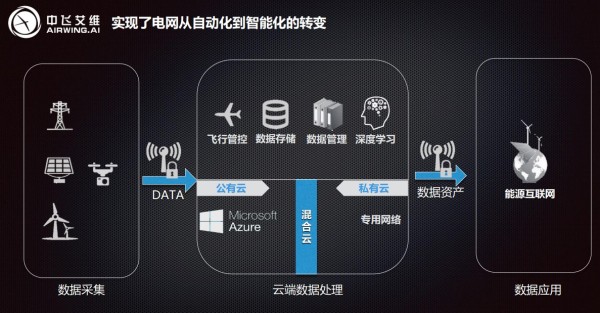 中飞艾维
AIRWING.AI
实现了电网从自动化到智能化的转变
飞行管控
数据存储
数据管理
深度学习
DATA
公有云
私有云
数据资产
能源互联网
Microsoft
Azure
混合云
专用网络
数据采集
云端数据处理
数据应用